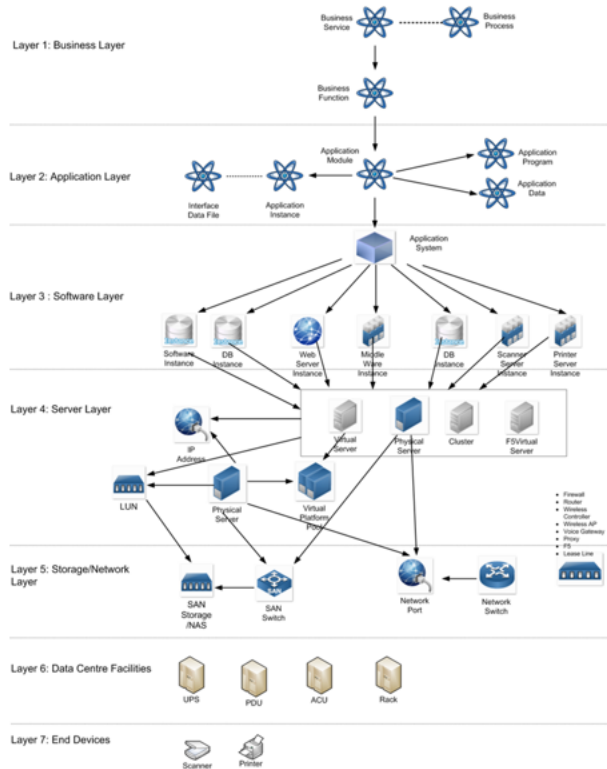 Business
Service
Business
Process
Layer 1: Business Layer
Business
Function
Application
Module
Application
Program
Layer 2: Application Layer
Application
Data
Interface
Data File
Application
Instance
Application
System
Layer 3 : Software Layer
Software
Instance
DB
Instance
Web
Server
Instance
Middle
Ware Instance
DB
Instance
Scanner
Server
Instance
Printer
Server
Instance
Layer 4: Server Layer
IP
Address
Virtual
Server
Physical
Server
Cluster
F5Virtual
Server
LUN
Physical
Server
Virtual
Platform
Pool
• Firewall
• Router
• Wireless
Controller
• Wireless AP
• Voice Gateway
• Proxy
• F5
• Lease Line
Layer 5: Storage/Network
Layer
SAN
SAN
Storage
/NAS
SAN
Switch
Network
Port
Network
Switch
Layer 6: Data Centre Facilities
UPS
PDU
ACU
Rack
Layer 7: End Devices
Scanner
Printer